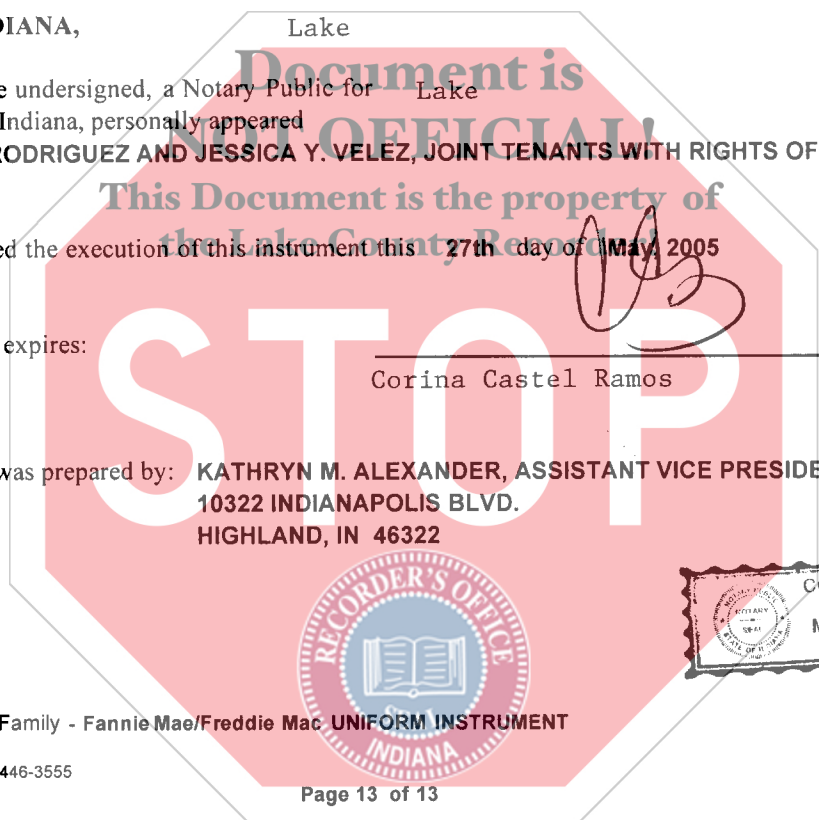 DIANA, Lake
Document is
e undersigned, a Notary Public for Lake
Indiana, personally appeared
NOT OFFICIAL!
RODRIGUEZ AND JESSICA Y. VELEZ, JOINT TENANTS WITH RIGHTS OF
This Document is the property of
the Lake County Recorder!
ed the execution of this instrument this 27th day of May, 2005
expires:
STOP
Corina Castel Ramos
was prepared by: KATHRYN M. ALEXANDER, ASSISTANT VICE PRESIDE
10322 INDIANAPOLIS BLVD.
HIGHLAND, IN 46322
RECORDER'S OFFICE
SEAL
INDIANA
NOTARY
SEAL
Family - Fannie Mae/Freddie Mac UNIFORM INSTRUMENT
446-3555
Page 13 of 13